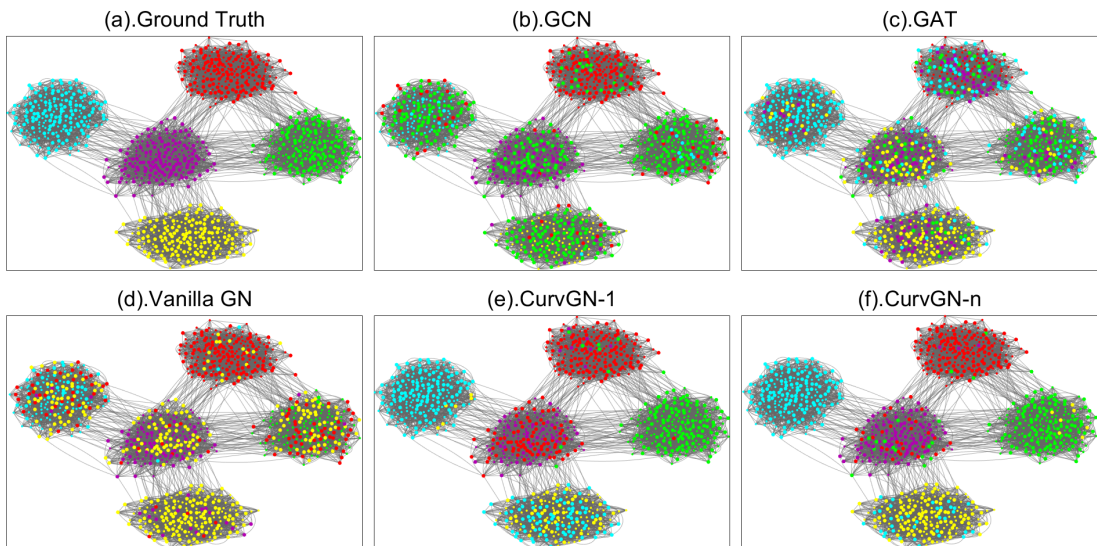 (a).Ground Truth
(b).GCN
(c).GAT
(d).Vanilla GN
(e).CurvGN-1
(f).CurvGN-n